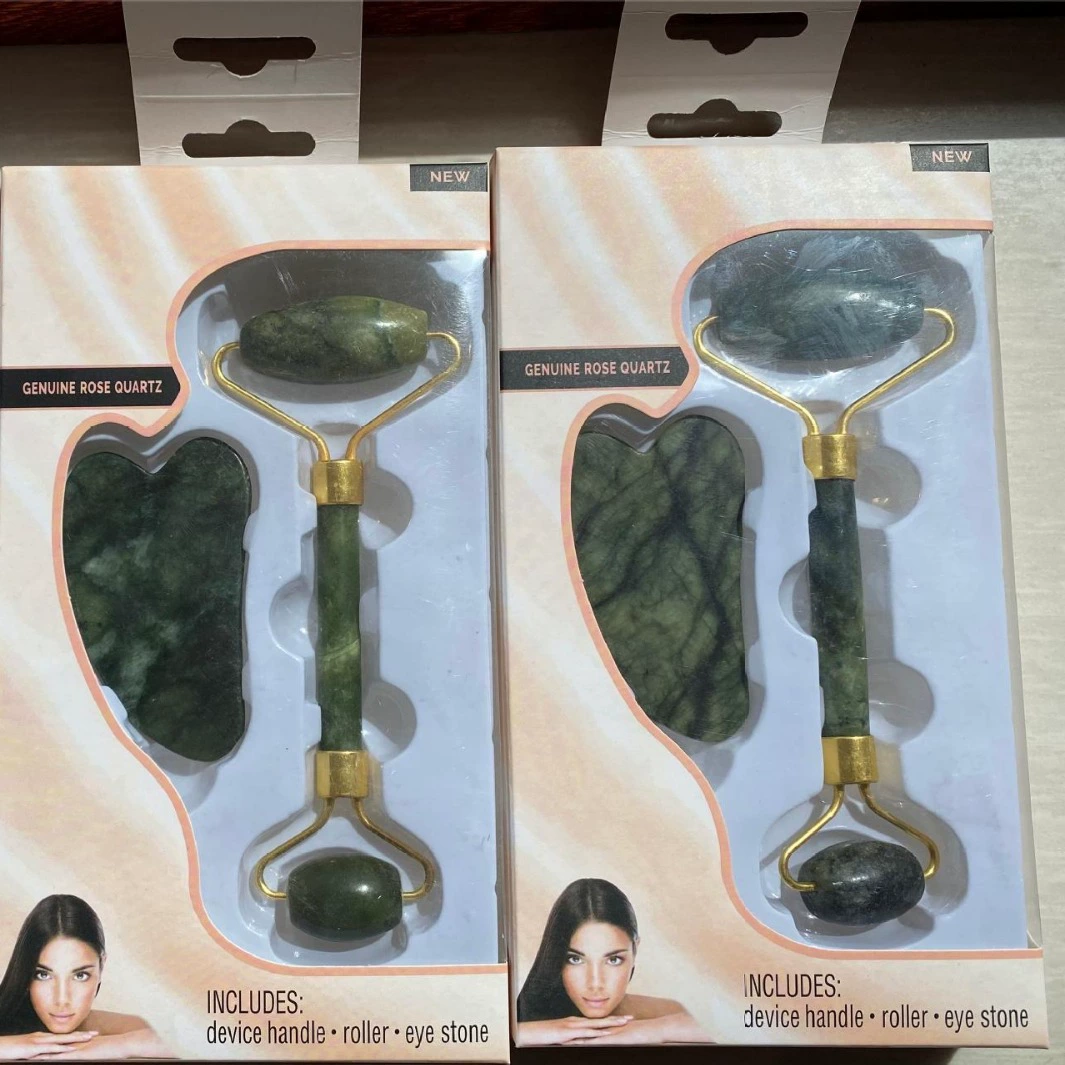 NEW
GENUINE ROSE QUARTZ
INCLUDES:
device handle • roller • eye stone
NEW
GENUINE ROSE QUARTZ
INCLUDES:
device handle • roller • eye stone